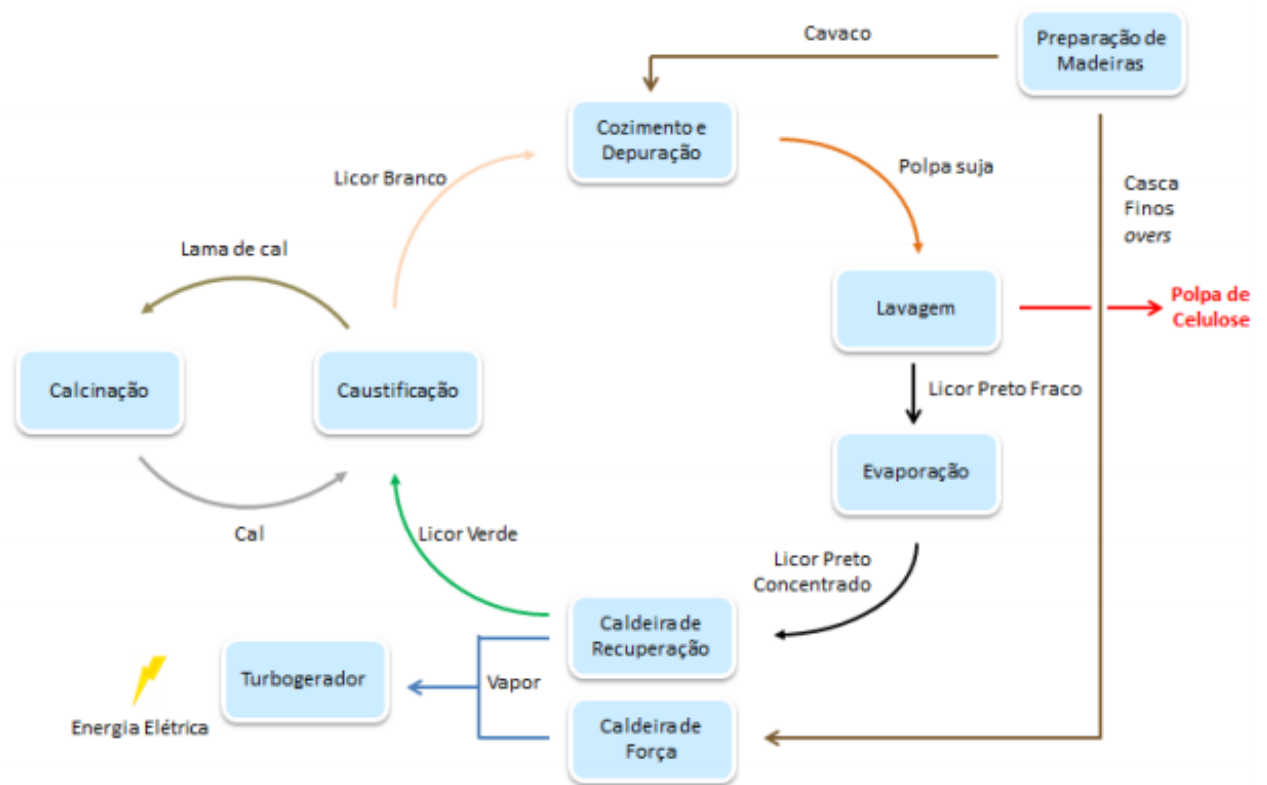 Cavaco
Preparação de
Madeiras
Cozimento e
Depuração
Licor Branco
Polpa suja
Casca
Finos
overs
Lama de cal
Polpa de
Celulose
Lavagem
Calcinação
Caustificação
Licor Preto Fraco
Evaporação
Cal
Licor Verde
Licor Preto
Concentrado
Caldeira de
Recuperação
Turbogerador
Vapor
Energia Elétrica
Caldeira de
Força